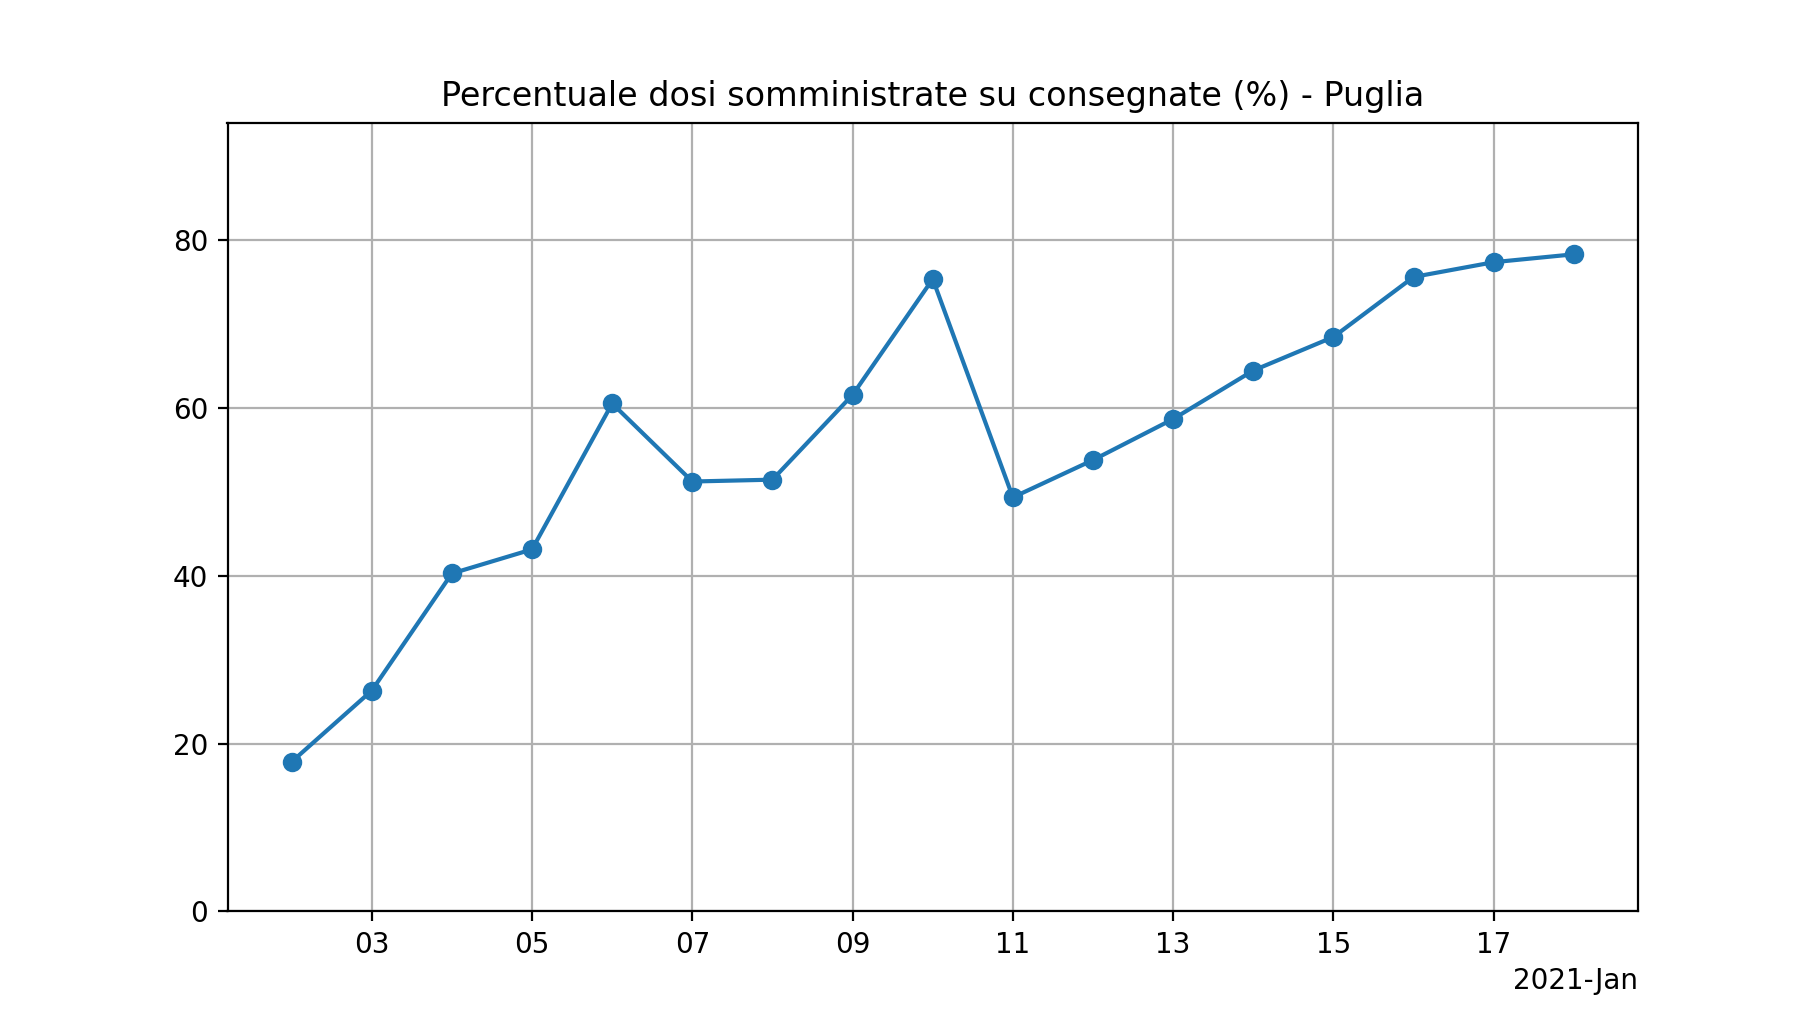 Percentuale dosi somministrate su consegnate (%) - Puglia
80
60
40
20
0
03 05 07 09 11 13 15 17
2021-Jan